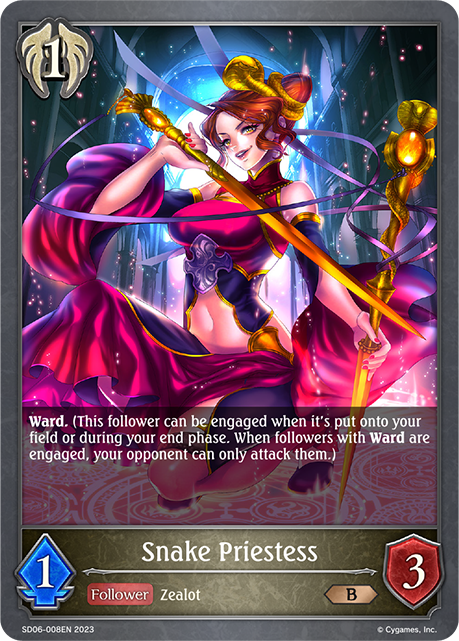 1
Ward. (This follower can be engaged when it's put onto your
field or during your end phase. When followers with Ward are
engaged, your opponent can only attack them.)
Snake Priestess
1
Follower Zealot
B
3
SD06-008EN 2023
© Cygames, Inc.